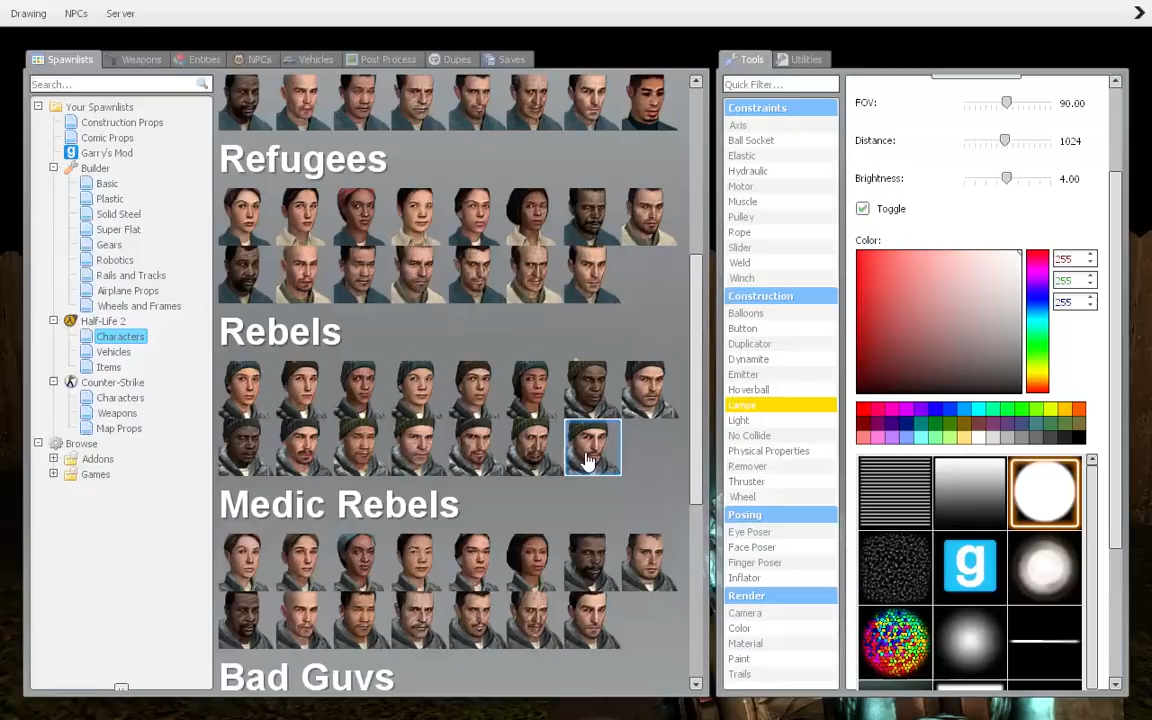 Drawing NPCs Server
Spawnlists Weapons Entities NPCs Vehicles Post Process Dupes Saves
Search...
Your Spawnlists
Construction Props
Comic Props
Garry's Mod
Builder
Basic
Plastic
Solid Steel
Super Flat
Gears
Robotics
Rails and Tracks
Airplane Props
Wheels and Frames
Half-Life 2
Characters
Vehicles
Items
Counter-Strike
Characters
Weapons
Map Props
Browse
Addons
Games
Refugees
Rebels
Medic Rebels
Bad Guys
Tools Utilities
Quick Filter...
Constraints
Axis
Ball Socket
Elastic
Hydraulic
Motor
Muscle
Pulley
Rope
Slider
Weld
Winch
Construction
Balloons
Button
Duplicator
Dynamite
Emitter
Hoverball
Lamps
Light
No Collide
Physical Properties
Remover
Thruster
Wheel
Posing
Eye Poser
Face Poser
Finger Poser
Inflator
Render
Camera
Color
Material
Paint
Trails
FOV: 90.00
Distance: 1024
Brightness: 4.00
Toggle
Color:
255
255
255
g